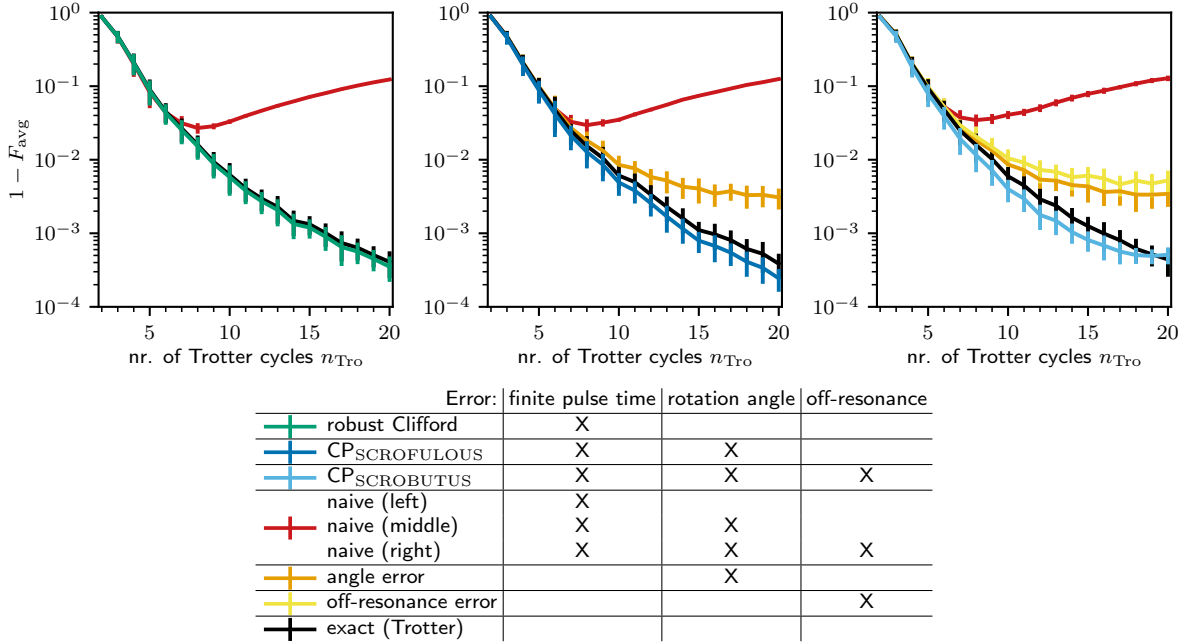 1 − F_avg
10^0
10^−1
10^−2
10^−3
10^−4
5 10 15 20
nr. of Trotter cycles n_Tro
10^0
10^−1
10^−2
10^−3
10^−4
5 10 15 20
nr. of Trotter cycles n_Tro
10^0
10^−1
10^−2
10^−3
10^−4
5 10 15 20
nr. of Trotter cycles n_Tro
Error: finite pulse time rotation angle off-resonance
robust Clifford X
CP_SCROFULOUS X X
CP_SCROBUTUS X X X
naive (left) X
naive (middle) X X
naive (right) X X X
angle error X
off-resonance error X
exact (Trotter)